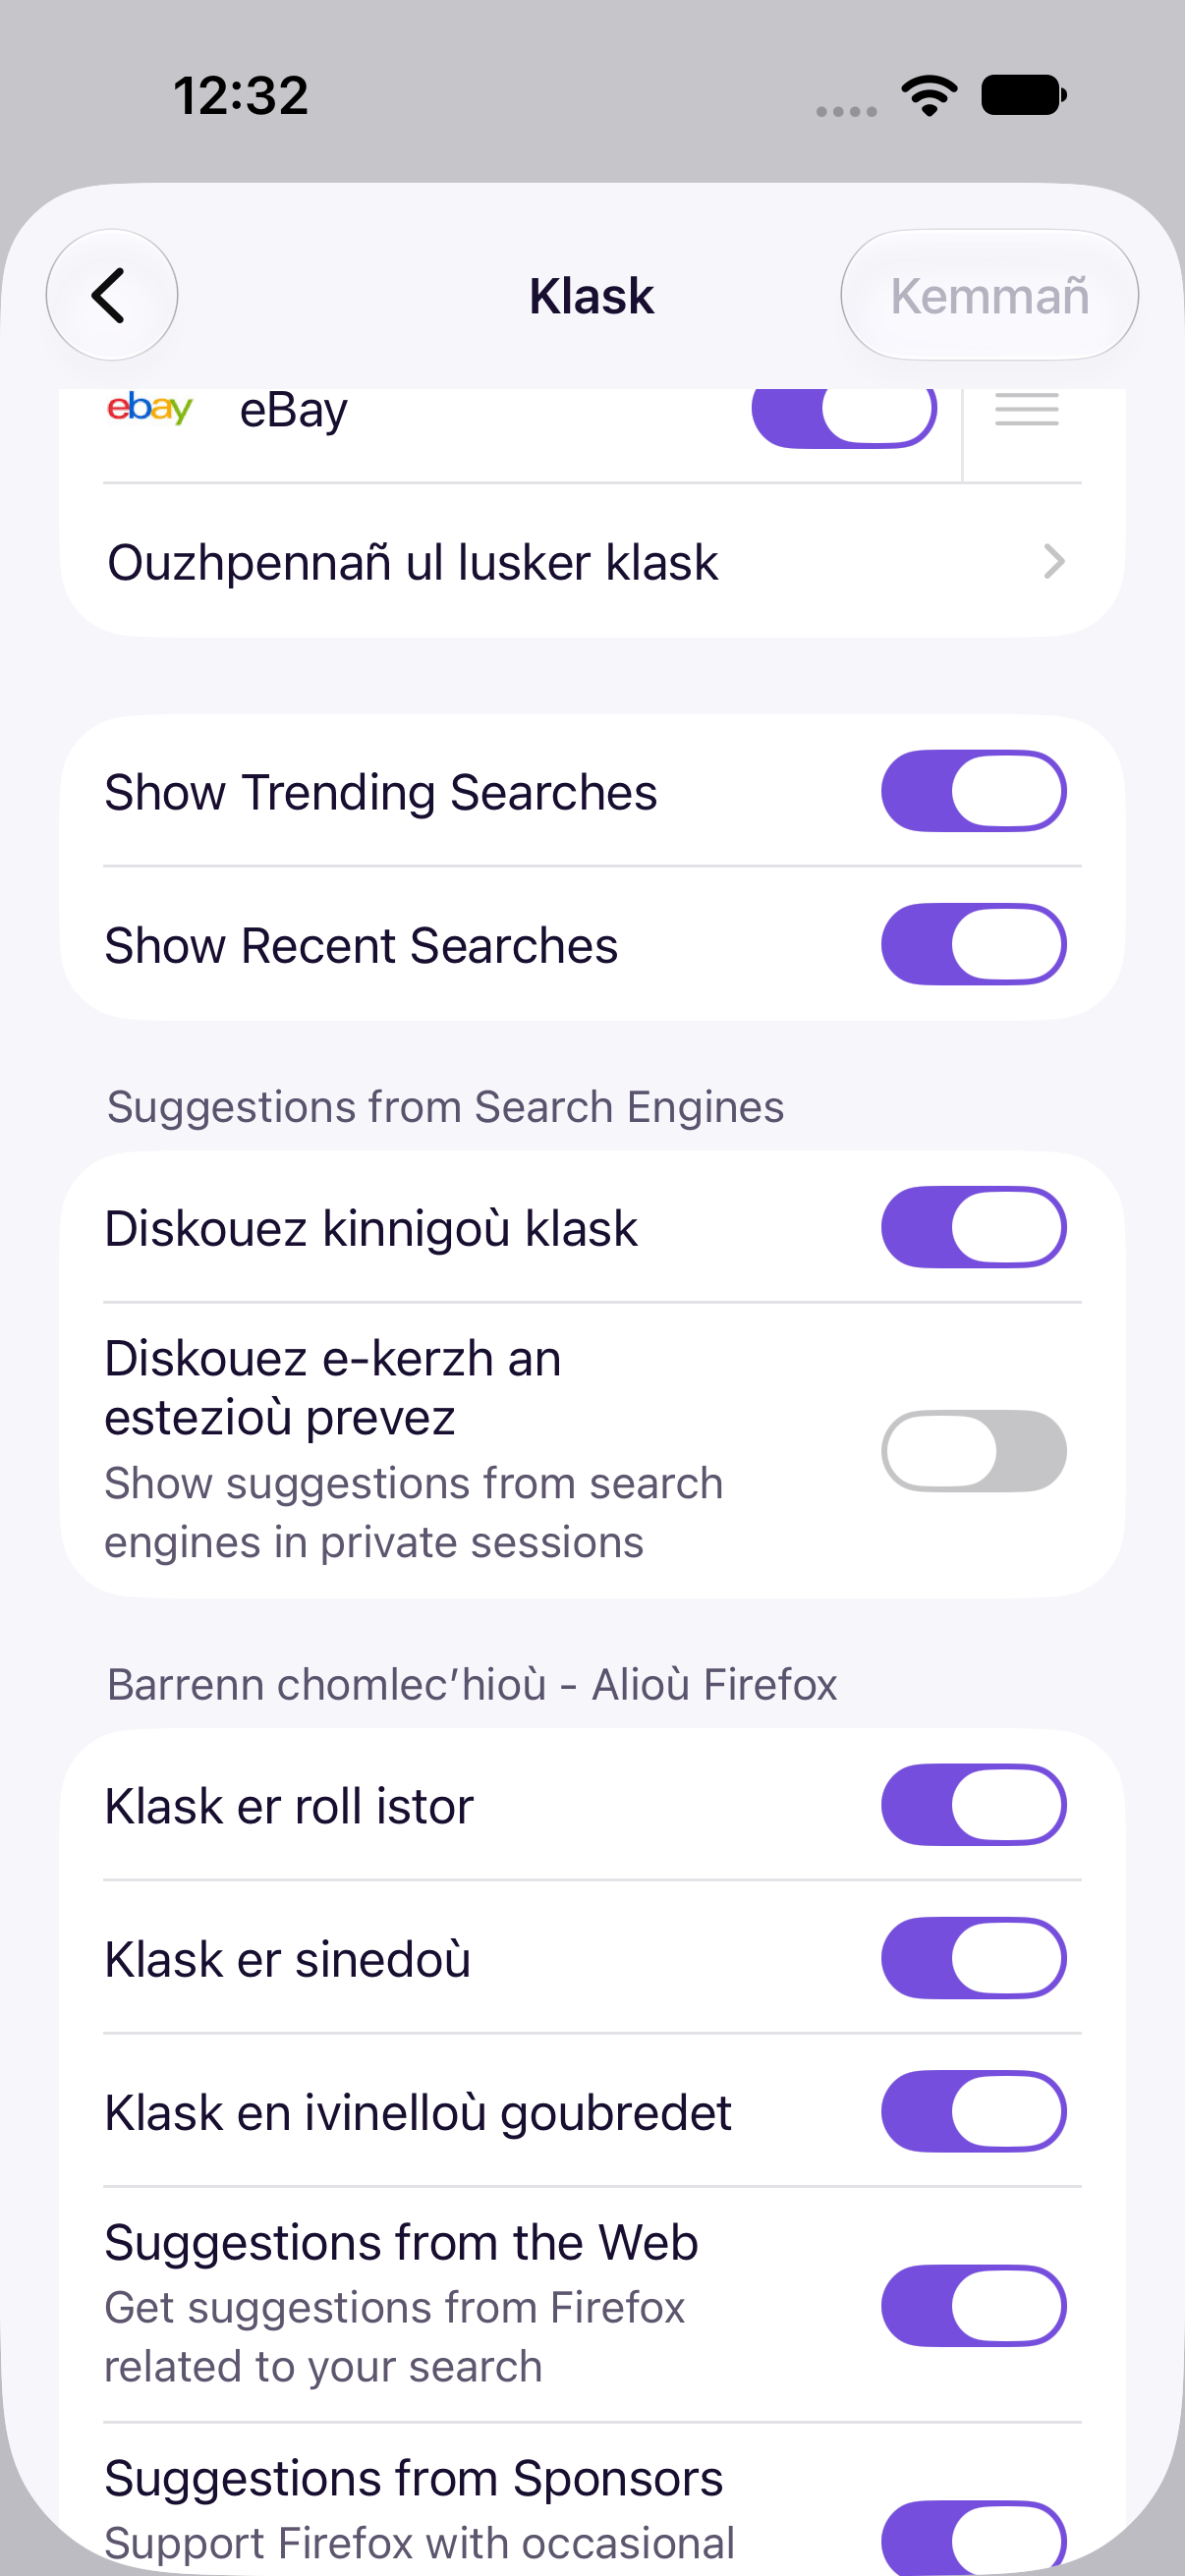 12:32
Klask
Kemmañ
ebay
eBay
Ouzhpennañ ul lusker klask
Show Trending Searches
Show Recent Searches
Suggestions from Search Engines
Diskouez kinnigoù klask
Diskouez e-kerzh an
estezioù prevez
Show suggestions from search
engines in private sessions
Barrenn chomlec’hioù - Alioù Firefox
Klask er roll istor
Klask er sinedoù
Klask en ivinelloù goubredet
Suggestions from the Web
Get suggestions from Firefox
related to your search
Suggestions from Sponsors
Support Firefox with occasional